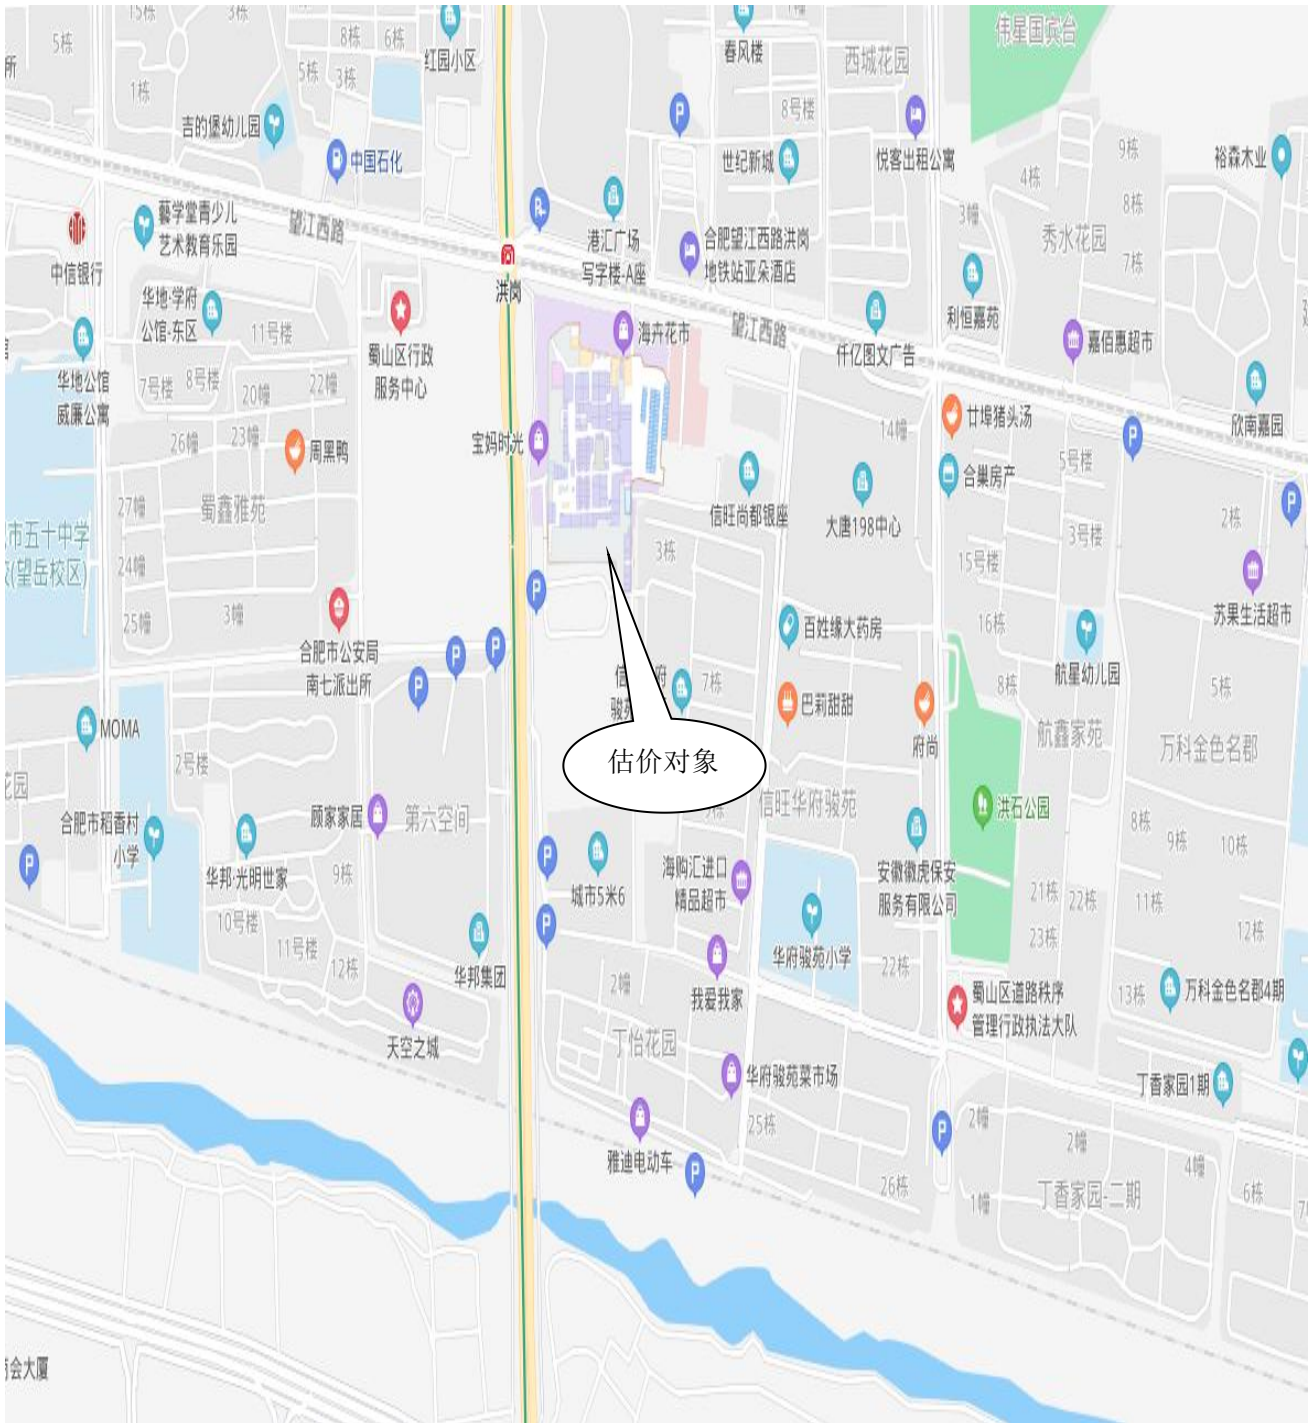 15栋
3栋
5栋
8栋
6栋
红园小区
春风楼
1幢
西城花园
伟星国宾台
所
5栋
3栋
1栋
8号楼
吉的堡幼儿园
中国石化
世纪新城
悦客出租公寓
9栋
裕森木业
4栋
8栋
3幢
秀水花园
7栋
藝学堂青少儿
艺术教育乐园
望江西路
港汇广场
写字楼-A座
合肥望江西路洪岗
地铁站亚朵酒店
中信银行
洪岗
利恒嘉苑
华地·学府
公馆-东区
11号楼
海卉花市
望江西路
仟亿图文广告
嘉佰惠超市
蜀山区行政
服务中心
华地公馆
威廉公寓
7号楼
8号楼
20幢
22幢
廿埠猪头汤
欣南嘉园
26幢
23幢
周黑鸭
宝妈时光
14幢
5号楼
合巢房产
27幢
蜀鑫雅苑
信旺尚都银座
大唐198中心
2栋
市五十中学
(望岳校区)
24幢
3栋
3号楼
15号楼
25幢
3幢
16栋
苏果生活超市
合肥市公安局
南七派出所
百姓缘大药房
航星幼儿园
信
府
骏苑
7栋
8栋
5栋
巴莉甜甜
府尚
航鑫家苑
万科金色名郡
MOMA
2号楼
估价对象
花园
顾家家居
第六空间
信旺华府骏苑
洪石公园
合肥市稻香村
小学
8栋
9栋
10栋
华邦·光明世家
9栋
城市5米6
海购汇进口
精品超市
安徽徽虎保安
服务有限公司
21栋
22栋
11栋
10号楼
11号楼
12栋
23栋
12栋
华邦集团
2幢
我爱我家
华府骏苑小学
22栋
蜀山区道路秩序
管理行政执法大队
13栋
万科金色名郡4期
天空之城
丁怡花园
华府骏苑菜市场
丁香家园1期
25栋
2幢
2幢
雅迪电动车
26栋
4幢
6栋
1幢
丁香家园-二期
会大厦